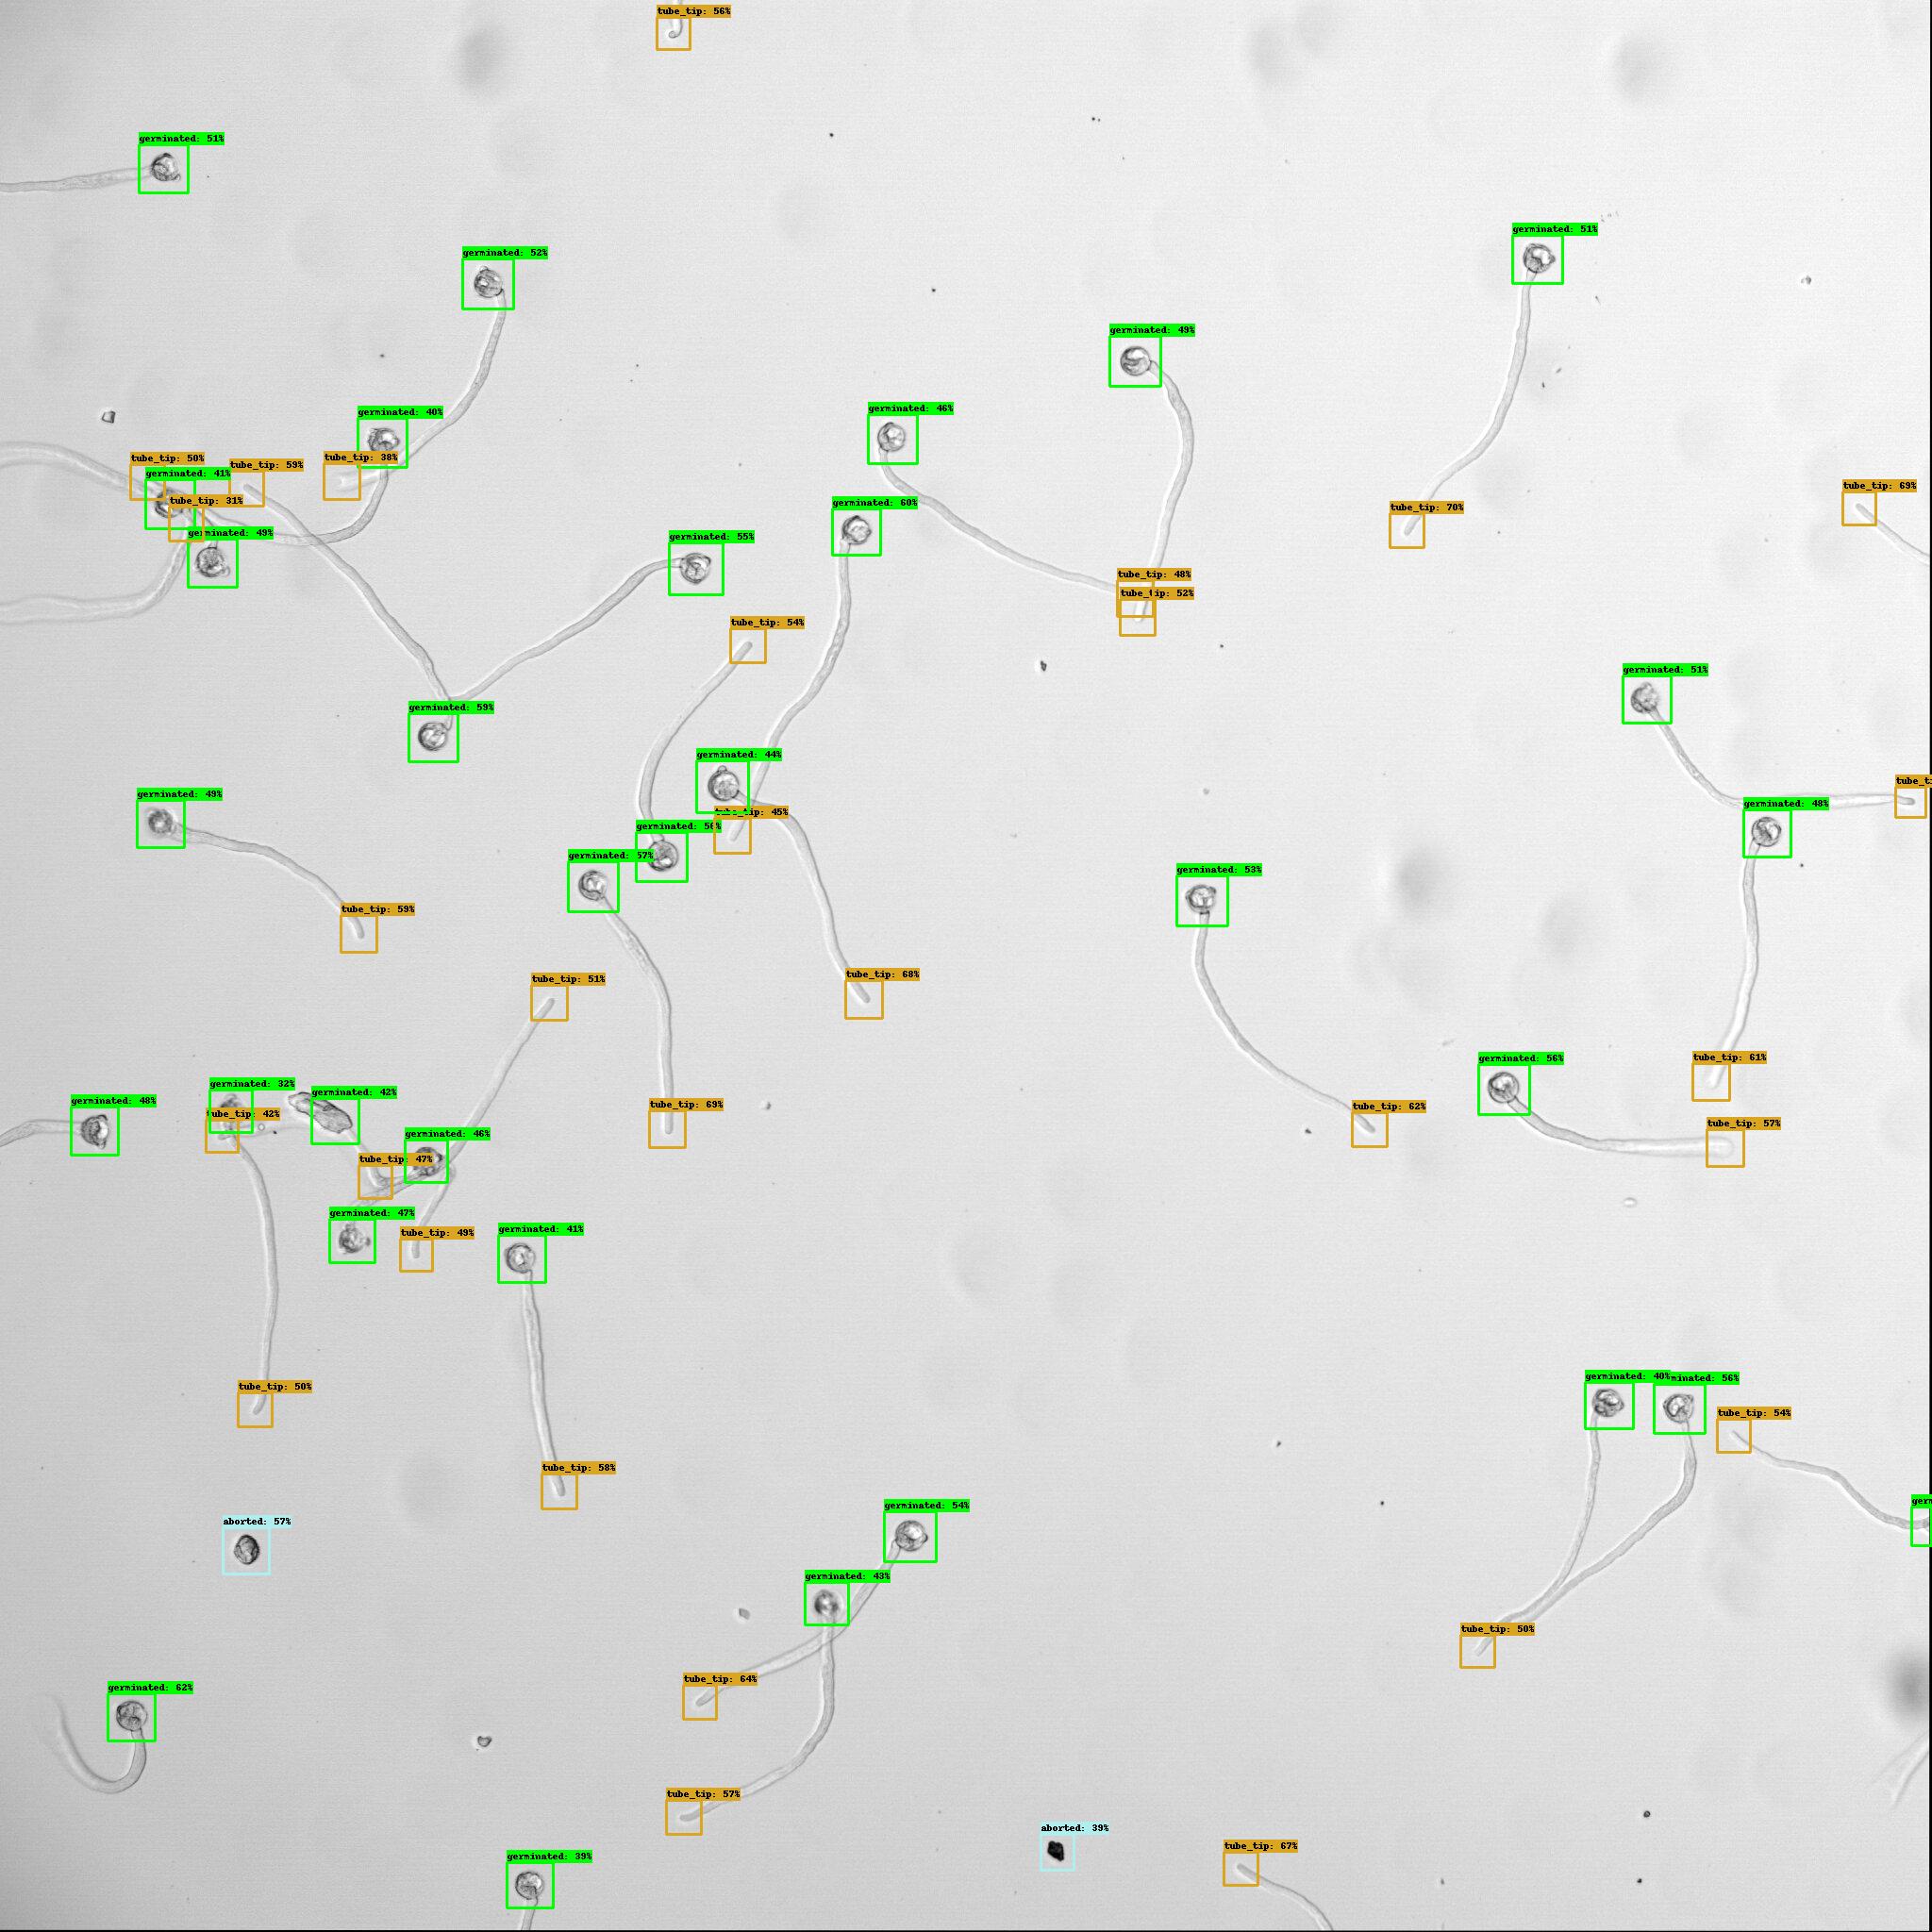 tube_tip: 56%
germinated: 51%
germinated: 51%
germinated: 52%
germinated: 49%
germinated: 46%
germinated: 40%
tube_tip: 50%
tube_tip: 38%
tube_tip: 59%
germinated: 41%
tube_tip: 31%
tube_tip: 69%
germinated: 60%
tube_tip: 70%
germinated: 49%
germinated: 55%
tube_tip: 48%
tube_tip: 52%
tube_tip: 54%
germinated: 51%
germinated: 59%
germinated: 44%
tube_ti
germinated: 49%
germinated: 48%
tube_tip: 45%
germinated: 56%
germinated: 57%
germinated: 53%
tube_tip: 59%
tube_tip: 68%
tube_tip: 51%
tube_tip: 61%
germinated: 56%
germinated: 32%
germinated: 42%
germinated: 48%
tube_tip: 69%
tube_tip: 62%
tube_tip: 42%
tube_tip: 57%
germinated: 46%
tube_tip: 47%
germinated: 47%
germinated: 41%
tube_tip: 49%
germinated: 40%
minated: 56%
tube_tip: 50%
tube_tip: 54%
tube_tip: 58%
germ
germinated: 54%
aborted: 57%
germinated: 43%
tube_tip: 50%
tube_tip: 64%
germinated: 62%
tube_tip: 57%
aborted: 39%
tube_tip: 67%
germinated: 39%